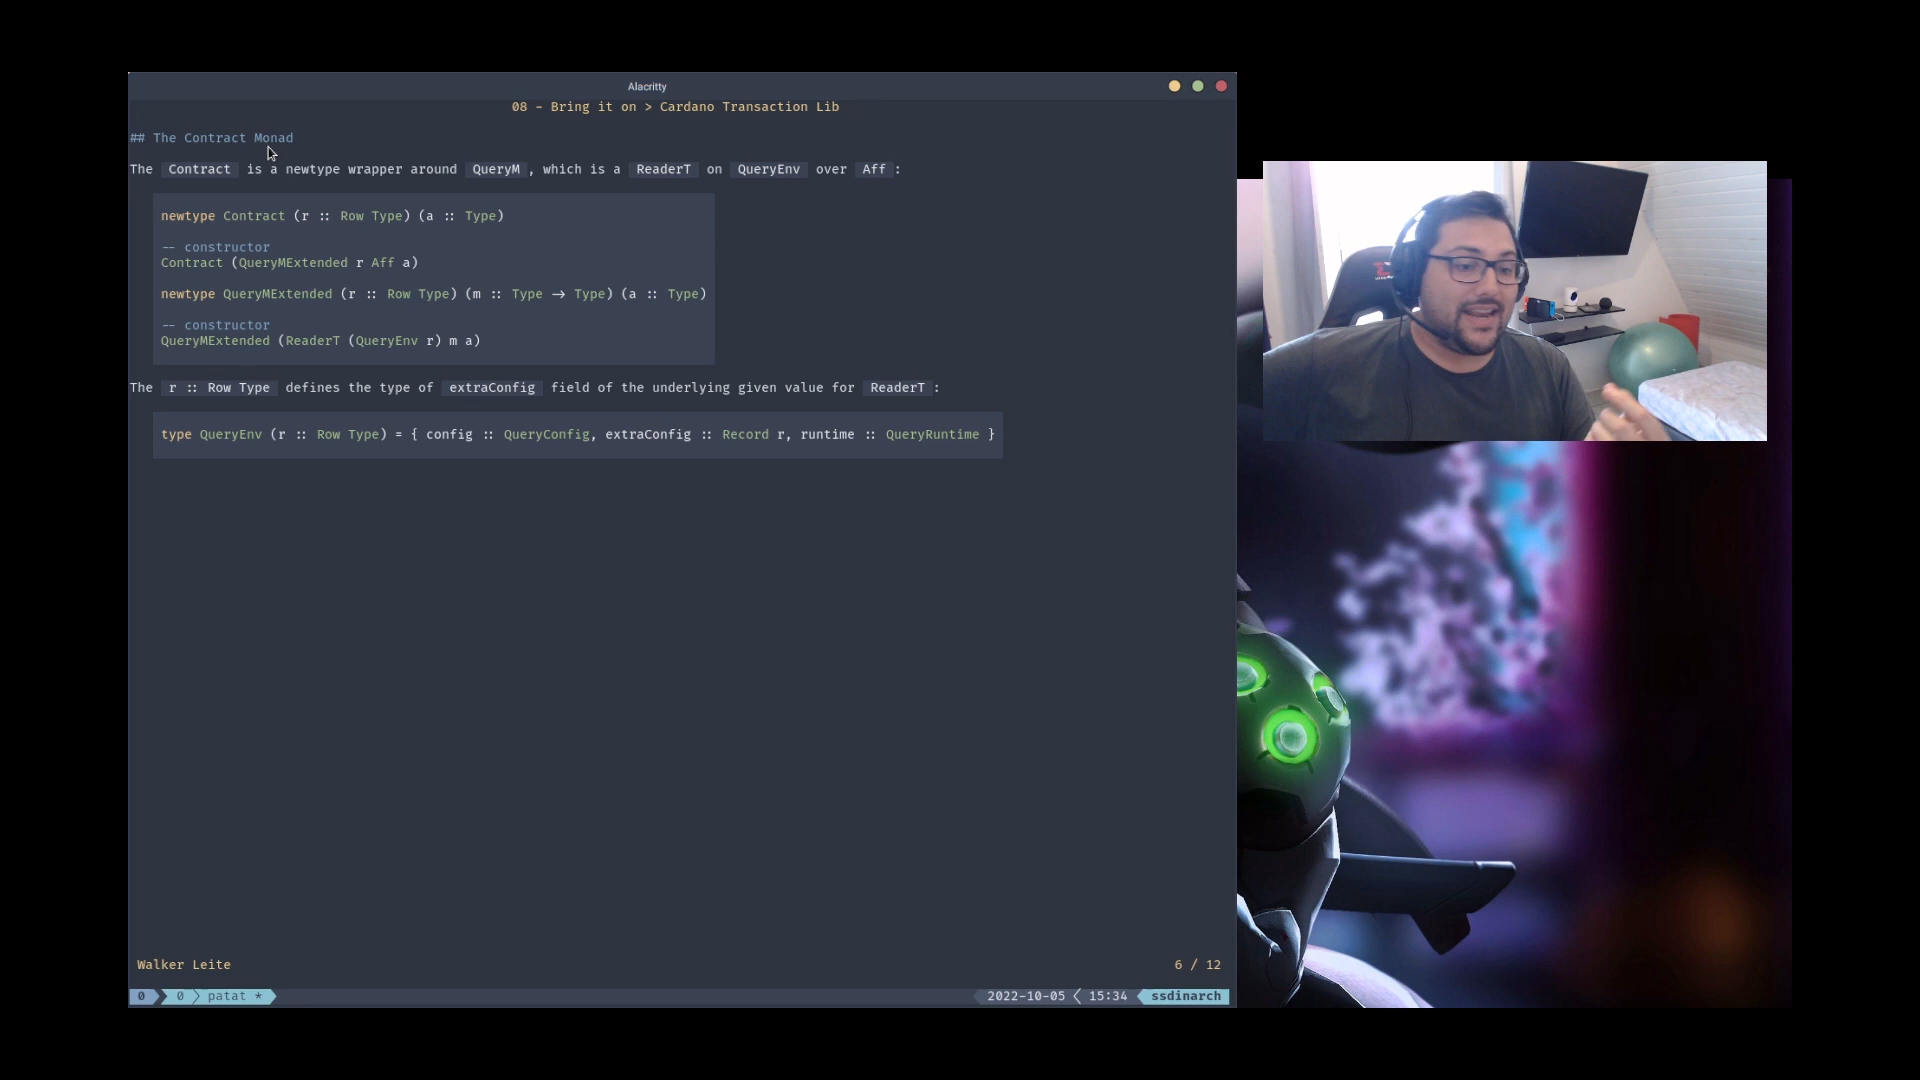 Alacritty
08 - Bring it on > Cardano Transaction Lib
## The Contract Monad
The Contract is a newtype wrapper around QueryM , which is a ReaderT on QueryEnv over Aff :
newtype Contract (r :: Row Type) (a :: Type)
-- constructor
Contract (QueryMExtended r Aff a)
newtype QueryMExtended (r :: Row Type) (m :: Type -> Type) (a :: Type)
-- constructor
QueryMExtended (ReaderT (QueryEnv r) m a)
The r :: Row Type defines the type of extraConfig field of the underlying given value for ReaderT :
type QueryEnv (r :: Row Type) = { config :: QueryConfig, extraConfig :: Record r, runtime :: QueryRuntime }
Walker Leite 6 / 12
0 0 patat * 2022-10-05 15:34 ssdinarch